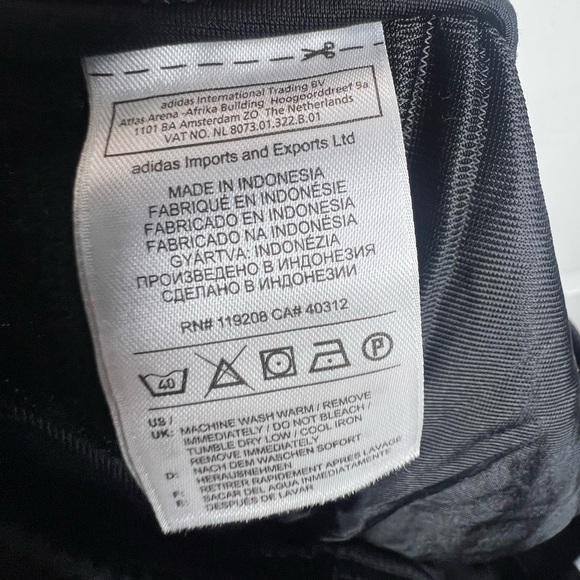 adidas International Trading BV
Atlas Arena -Afrika Building Hoogoorddreef 9a
1101 BA Amsterdam ZO The Netherlands
VAT NO. NL 8073.01.322.B.01
adidas Imports and Exports Ltd
MADE IN INDONESIA
FABRIQUÉ EN INDONÉSIE
FABRICADO EN INDONESIA
FABRICADO NA INDONÉSIA
GYÁRTVA: INDONÉZIA
ПРОИЗВЕДЕНО В ИНДОНЕЗИЯ
СДЕЛАНО В ИНДОНЕЗИИ
RN# 119208 CA# 40312
40 P
US /
UK: MACHINE WASH WARM / REMOVE
IMMEDIATELY / DO NOT BLEACH /
TUMBLE DRY LOW / COOL IRON
REMOVE IMMEDIATELY
D: NACH DEM WASCHEN SOFORT
HERAUSNEHMEN
F: RETIRER RAPIDEMENT APRÈS LAVAGE
E: SACAR DEL AGUA INMEDIATAMENTE
DESPUÉS DE LAVAR